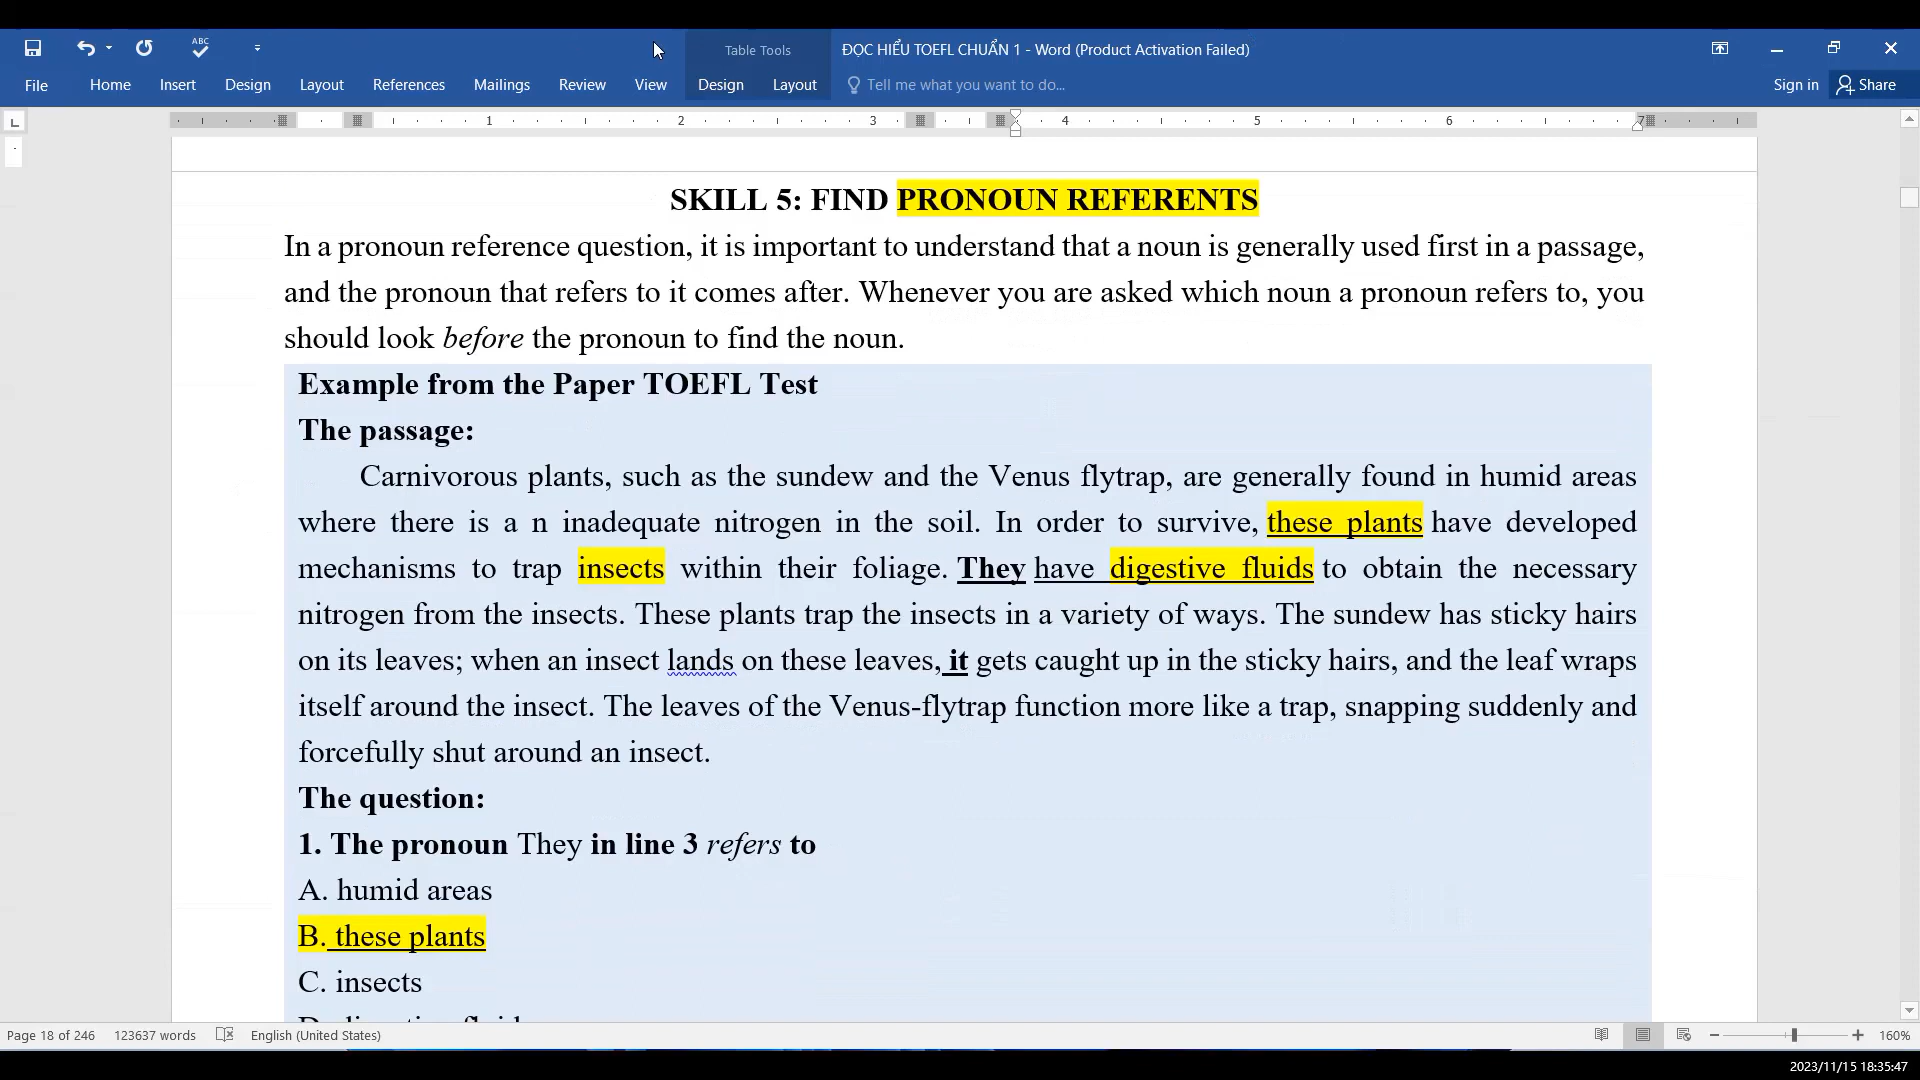 ABC
Table Tools
ĐỌC HIỂU TOEFL CHUẨN 1 - Word (Product Activation Failed)
File Home Insert Design Layout References Mailings Review View Design Layout Tell me what you want to do... Sign in Share
1 2 3 4 5 6 7
SKILL 5: FIND PRONOUN REFERENTS
In a pronoun reference question, it is important to understand that a noun is generally used first in a passage,
and the pronoun that refers to it comes after. Whenever you are asked which noun a pronoun refers to, you
should look before the pronoun to find the noun.
Example from the Paper TOEFL Test
The passage:
Carnivorous plants, such as the sundew and the Venus flytrap, are generally found in humid areas
where there is a n inadequate nitrogen in the soil. In order to survive, these plants have developed
mechanisms to trap insects within their foliage. They have digestive fluids to obtain the necessary
nitrogen from the insects. These plants trap the insects in a variety of ways. The sundew has sticky hairs
on its leaves; when an insect lands on these leaves, it gets caught up in the sticky hairs, and the leaf wraps
itself around the insect. The leaves of the Venus-flytrap function more like a trap, snapping suddenly and
forcefully shut around an insect.
The question:
1. The pronoun They in line 3 refers to
A. humid areas
B. these plants
C. insects
Page 18 of 246 123637 words English (United States) 160%
2023/11/15 18:35:47